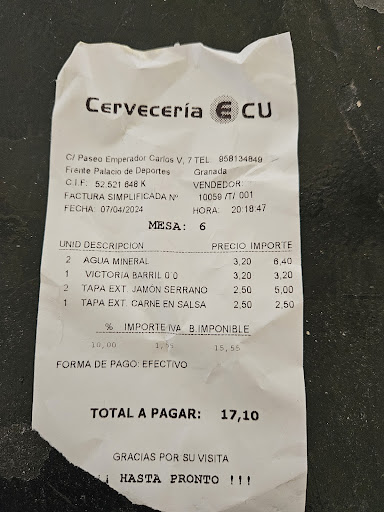 Cervecería E CU
C/ Paseo Emperador Carlos V, 7 TEL: 958134849
Frente Palacio de Deportes Granada
C.I.F. 52.521.646 K VENDEDOR:
FACTURA SIMPLIFICADA Nº 10059 /T/ 001
FECHA: 07/04/2024 HORA: 20:18:47
MESA: 6
UNID DESCRIPCION PRECIO IMPORTE
2 AGUA MINERAL 3,20 6,40
1 VICTORIA BARRIL 0´0 3,20 3,20
2 TAPA EXT. JAMÓN SERRANO 2,50 5,00
1 TAPA EXT. CARNE EN SALSA 2,50 2,50
% IMPORTE IVA B.IMPONIBLE
10,00 1,55 15,55
FORMA DE PAGO: EFECTIVO
TOTAL A PAGAR: 17,10
GRACIAS POR SU VISITA
¡¡ HASTA PRONTO !!!